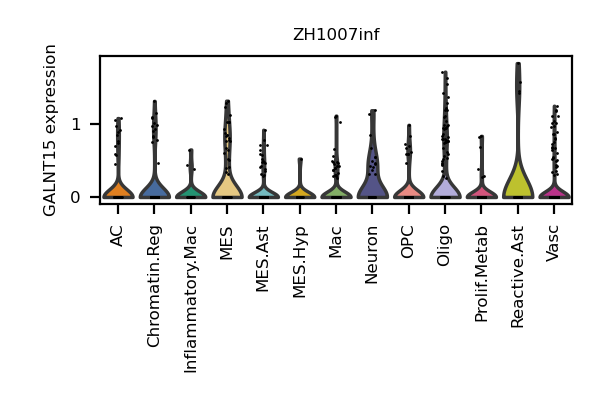 ZH1007inf
GALNT15 expression
1
0
AC
Chromatin.Reg
Inflammatory.Mac
MES
MES.Ast
MES.Hyp
Mac
Neuron
OPC
Oligo
Prolif.Metab
Reactive.Ast
Vasc